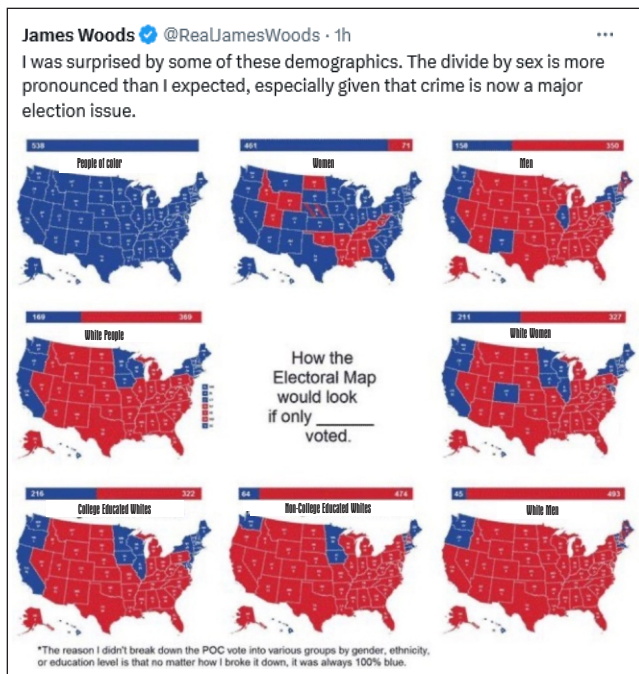 James Woods @RealJamesWoods · 1h
I was surprised by some of these demographics. The divide by sex is more
pronounced than I expected, especially given that crime is now a major
election issue.
538
People of color
461 71
Women
158 350
Men
169 369
White People
How the
Electoral Map
would look
if only ______
voted.
211 327
White Women
216 322
College Educated Whites
64 474
Non-College Educated Whites
45 493
White Men
*The reason I didn't break down the POC vote into various groups by gender, ethnicity,
or education level is that no matter how I broke it down, it was always 100% blue.